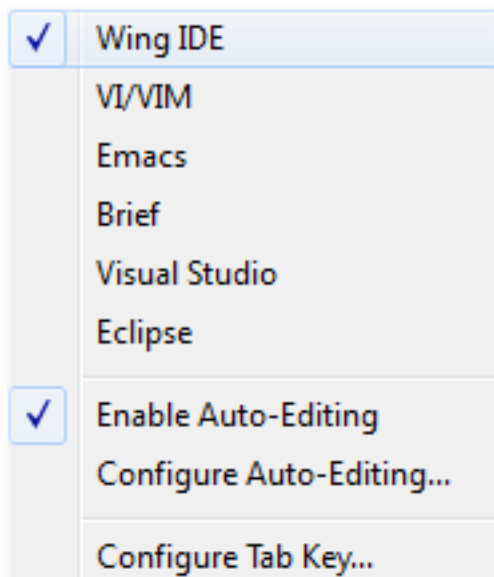 Wing IDE
VI/VIM
Emacs
Brief
Visual Studio
Eclipse
Enable Auto-Editing
Configure Auto-Editing...
Configure Tab Key...